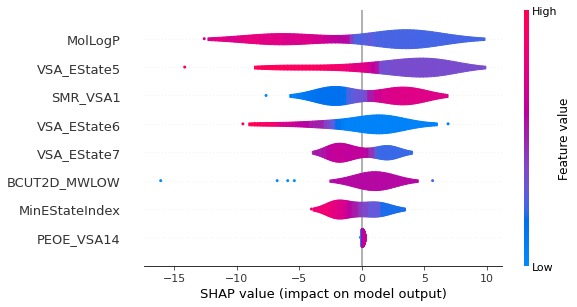 High
MolLogP
VSA_EState5
SMR_VSA1
VSA_EState6
VSA_EState7
BCUT2D_MWLOW
MinEStateIndex
PEOE_VSA14
Feature value
Low
−15 −10 −5 0 5 10
SHAP value (impact on model output)